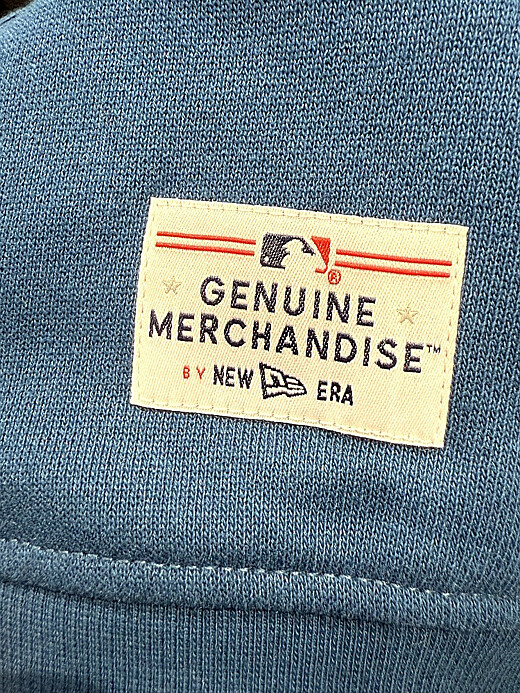 ®
GENUINE
MERCHANDISE™
BY NEW ERA